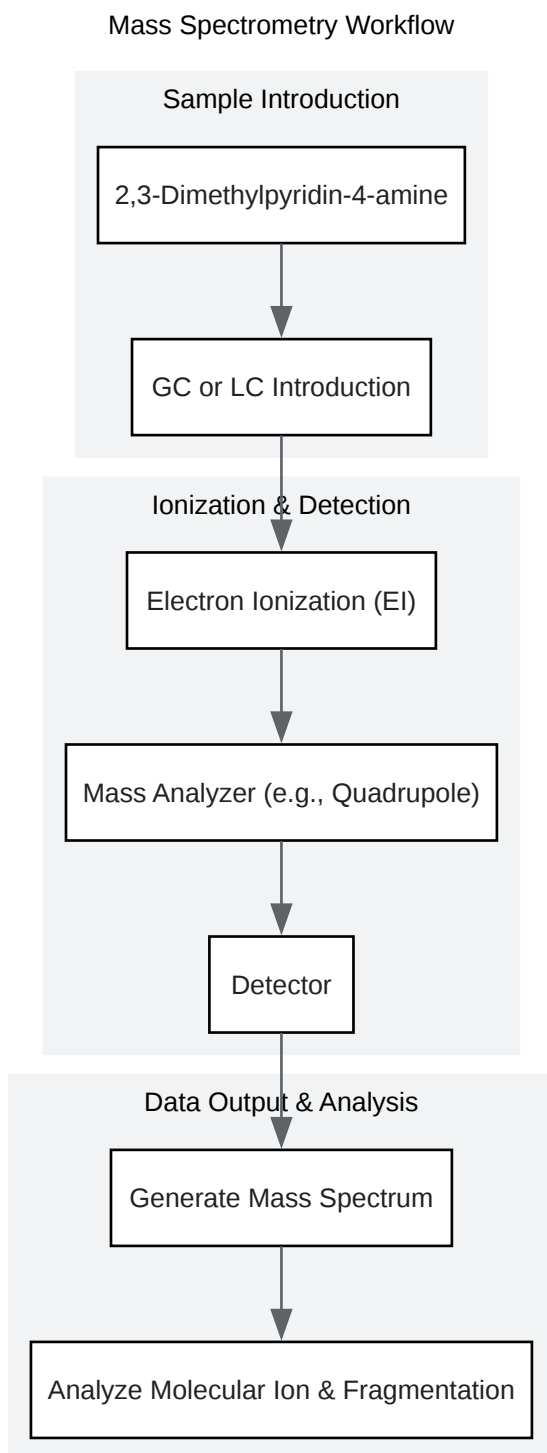 Mass Spectrometry Workflow
Sample Introduction
2,3-Dimethylpyridin-4-amine
GC or LC Introduction
Ionization & Detection
Electron Ionization (EI)
Mass Analyzer (e.g., Quadrupole)
Detector
Data Output & Analysis
Generate Mass Spectrum
Analyze Molecular Ion & Fragmentation